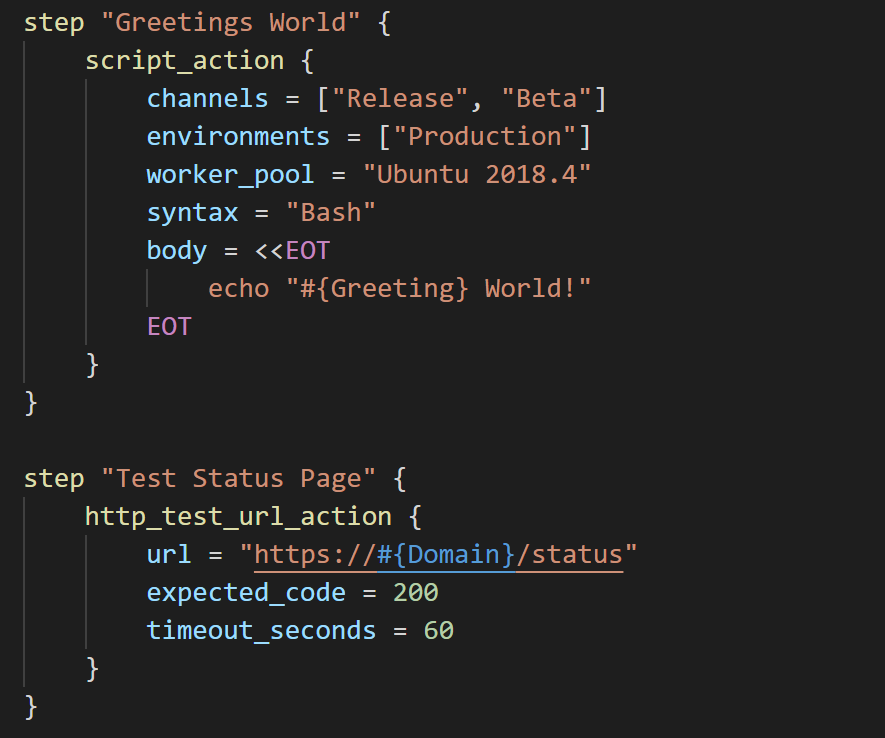 step "Greetings World" {
    script_action {
        channels = ["Release", "Beta"]
        environments = ["Production"]
        worker_pool = "Ubuntu 2018.4"
        syntax = "Bash"
        body = <<EOT
            echo "#{Greeting} World!"
        EOT
    }
}

step "Test Status Page" {
    http_test_url_action {
        url = "https://#{Domain}/status"
        expected_code = 200
        timeout_seconds = 60
    }
}